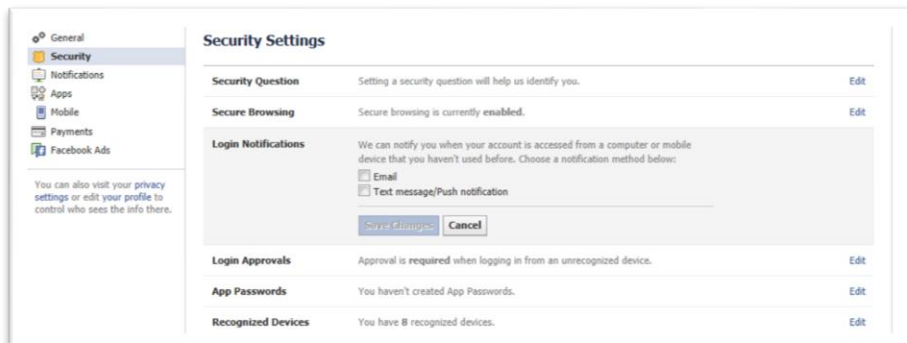 General
Security
Notifications
Apps
Mobile
Payments
Facebook Ads
You can also visit your privacy
settings or edit your profile to
control who sees the info there.
Security Settings
Security Question Setting a security question will help us identify you. Edit
Secure Browsing Secure browsing is currently enabled. Edit
Login Notifications We can notify you when your account is accessed from a computer or mobile
device that you haven't used before. Choose a notification method below:
Email
Text message/Push notification
Save Changes Cancel
Login Approvals Approval is required when logging in from an unrecognized device. Edit
App Passwords You haven't created App Passwords. Edit
Recognized Devices You have 8 recognized devices. Edit